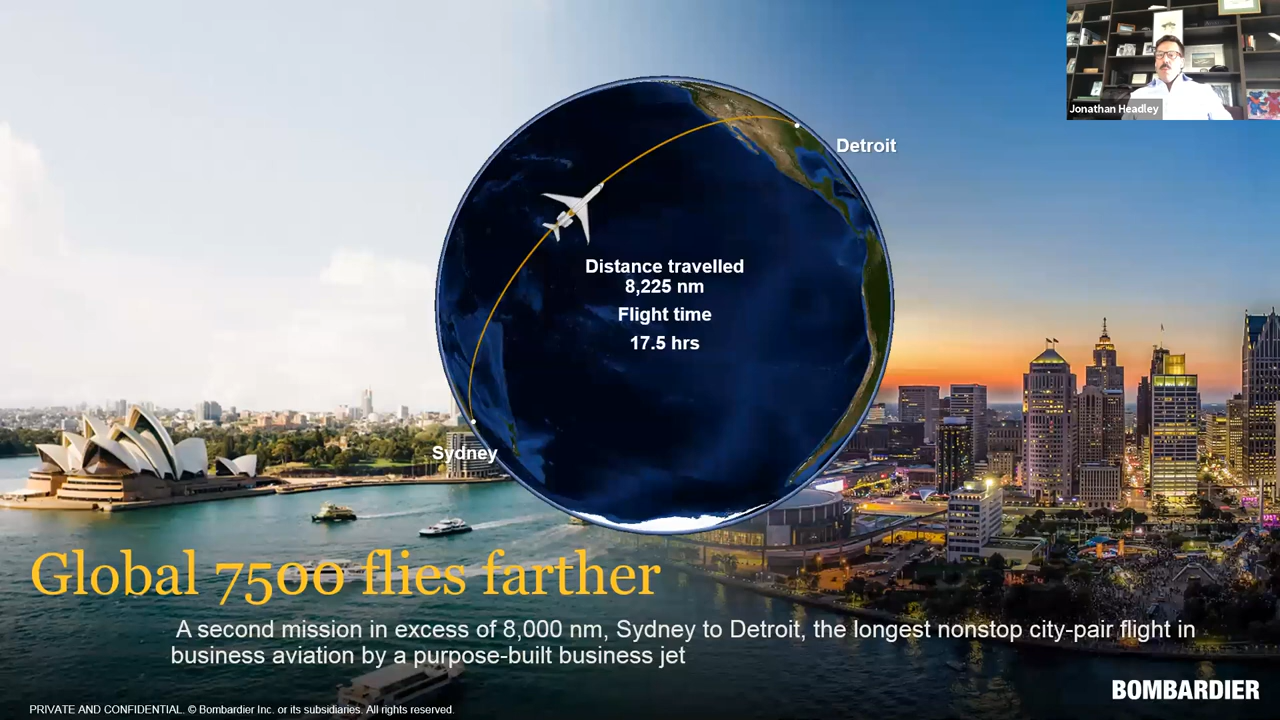 Jonathan Headley
Detroit
Distance travelled
8,225 nm
Flight time
17.5 hrs
Sydney
Global 7500 flies farther
A second mission in excess of 8,000 nm, Sydney to Detroit, the longest nonstop city-pair flight in
business aviation by a purpose-built business jet
BOMBARDIER
PRIVATE AND CONFIDENTIAL. © Bombardier Inc. or its subsidiaries. All rights reserved.